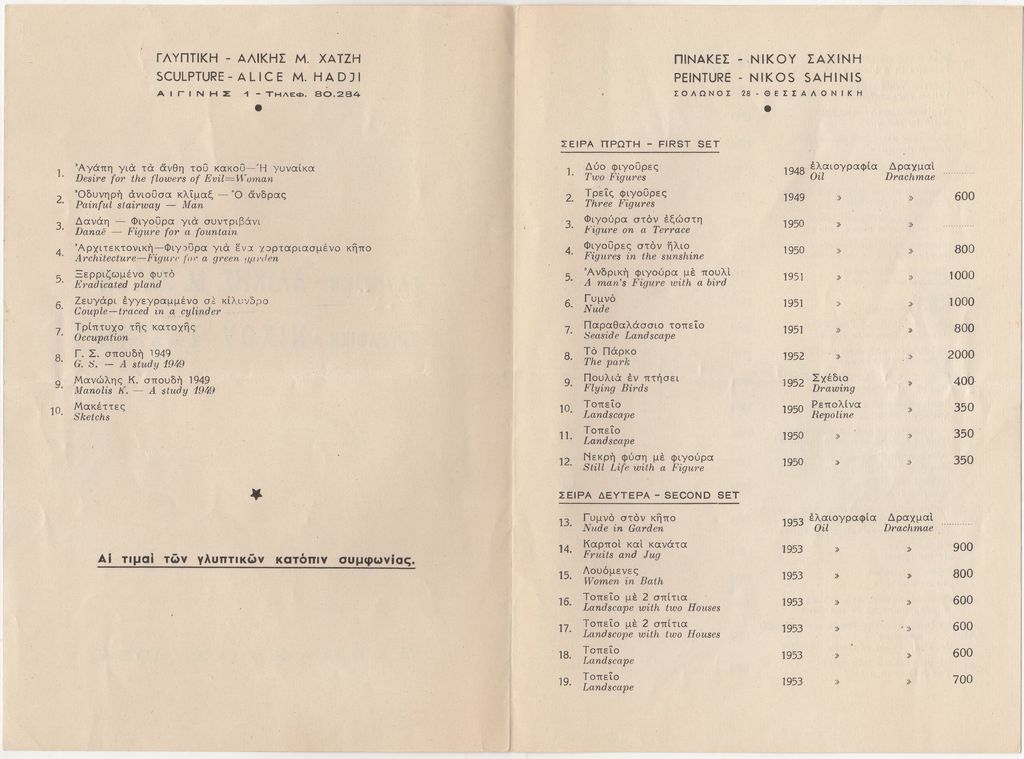 ΓΛΥΠΤΙΚΗ - ΑΛΙΚΗΣ Μ. ΧΑΤΖΗ
SCULPTURE - ALICE M. HADJI
ΑΙΓΙΝΗΣ 1 - ΤΗΛΕΦ. 80.284
1. Ἀγάπη γιὰ τὰ ἄνθη τοῦ κακοῦ—Ἡ γυναίκα
Desire for the flowers of Evil=Woman
2. Ὀδυνηρὴ ἀνιοῦσα κλῖμαξ — Ὁ ἄνδρας
Painful stairway — Man
3. Δανάη — Φιγοῦρα γιὰ συντριβάνι
Danaë — Figure for a fountain
4. Ἀρχιτεκτονικὴ—Φιγοῦρα γιὰ ἕνα χορταριασμένο κῆπο
Architecture—Figure for a green garden
5. Ξερριζωμένο φυτὸ
Eradicated pland
6. Ζευγάρι ἐγγεγραμμένο σὲ κίλυνδρο
Couple—traced in a cylinder
7. Τρίπτυχο τῆς κατοχῆς
Occupation
8. Γ. Σ. σπουδὴ 1949
G. S. — A study 1949
9. Μανώλης Κ. σπουδὴ 1949
Manolis K. — A study 1949
10. Μακέττες
Sketchs
Αἱ τιμαὶ τῶν γλυπτικῶν κατόπιν συμφωνίας.
ΠΙΝΑΚΕΣ - ΝΙΚΟΥ ΣΑΧΙΝΗ
PEINTURE - NIKOS SAHINIS
ΣΟΛΩΝΟΣ 28 - ΘΕΣΣΑΛΟΝΙΚΗ
ΣΕΙΡΑ ΠΡΩΤΗ - FIRST SET
1. Δύο φιγοῦρες 1948 ἐλαιογραφία Δραχμαὶ ..........
Two Figures Oil Drachmae
2. Τρεῖς φιγοῦρες 1949 » » 600
Three Figures
3. Φιγούρα στὸν ἐξώστη 1950 » » ..........
Figure on a Terrace
4. Φιγοῦρες στὸν ἥλιο 1950 » » 800
Figures in the sunshine
5. Ἀνδρικὴ φιγούρα μὲ πουλὶ 1951 » » 1000
A man's Figure with a bird
6. Γυμνὸ 1951 » » 1000
Nude
7. Παραθαλάσσιο τοπεῖο 1951 » » 800
Seaside Landscape
8. Τὸ Πάρκο 1952 » » 2000
The park
9. Πουλιὰ ἐν πτήσει 1952 Σχέδιο » 400
Flying Birds Drawing
10. Τοπεῖο 1950 Ρεπολίνα » 350
Landscape Repoline
11. Τοπεῖο 1950 » » 350
Landscape
12. Νεκρὴ φύση μὲ φιγούρα 1950 » » 350
Still Life with a Figure
ΣΕΙΡΑ ΔΕΥΤΕΡΑ - SECOND SET
13. Γυμνὸ στὸν κῆπο 1953 ἐλαιογραφία Δραχμαὶ ..........
Nude in Garden Oil Drachmae
14. Καρποὶ καὶ κανάτα 1953 » » 900
Fruits and Jug
15. Λουόμενες 1953 » » 800
Women in Bath
16. Τοπεῖο μὲ 2 σπίτια 1953 » » 600
Landscape with two Houses
17. Τοπεῖο μὲ 2 σπίτια 1953 » » 600
Landscope with two Houses
18. Τοπεῖο 1953 » » 600
Landscape
19. Τοπεῖο 1953 » » 700
Landscape